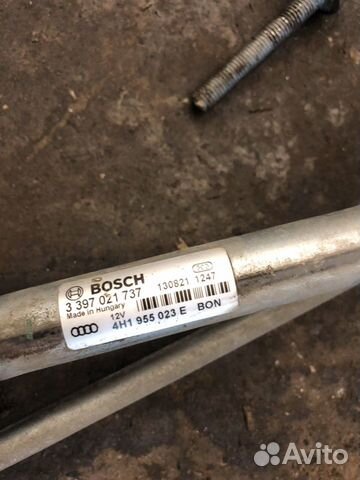 BOSCH
3 397 021 737
Made in Hungary
12V
130821 1247
4H1 955 023 E BON
Avito